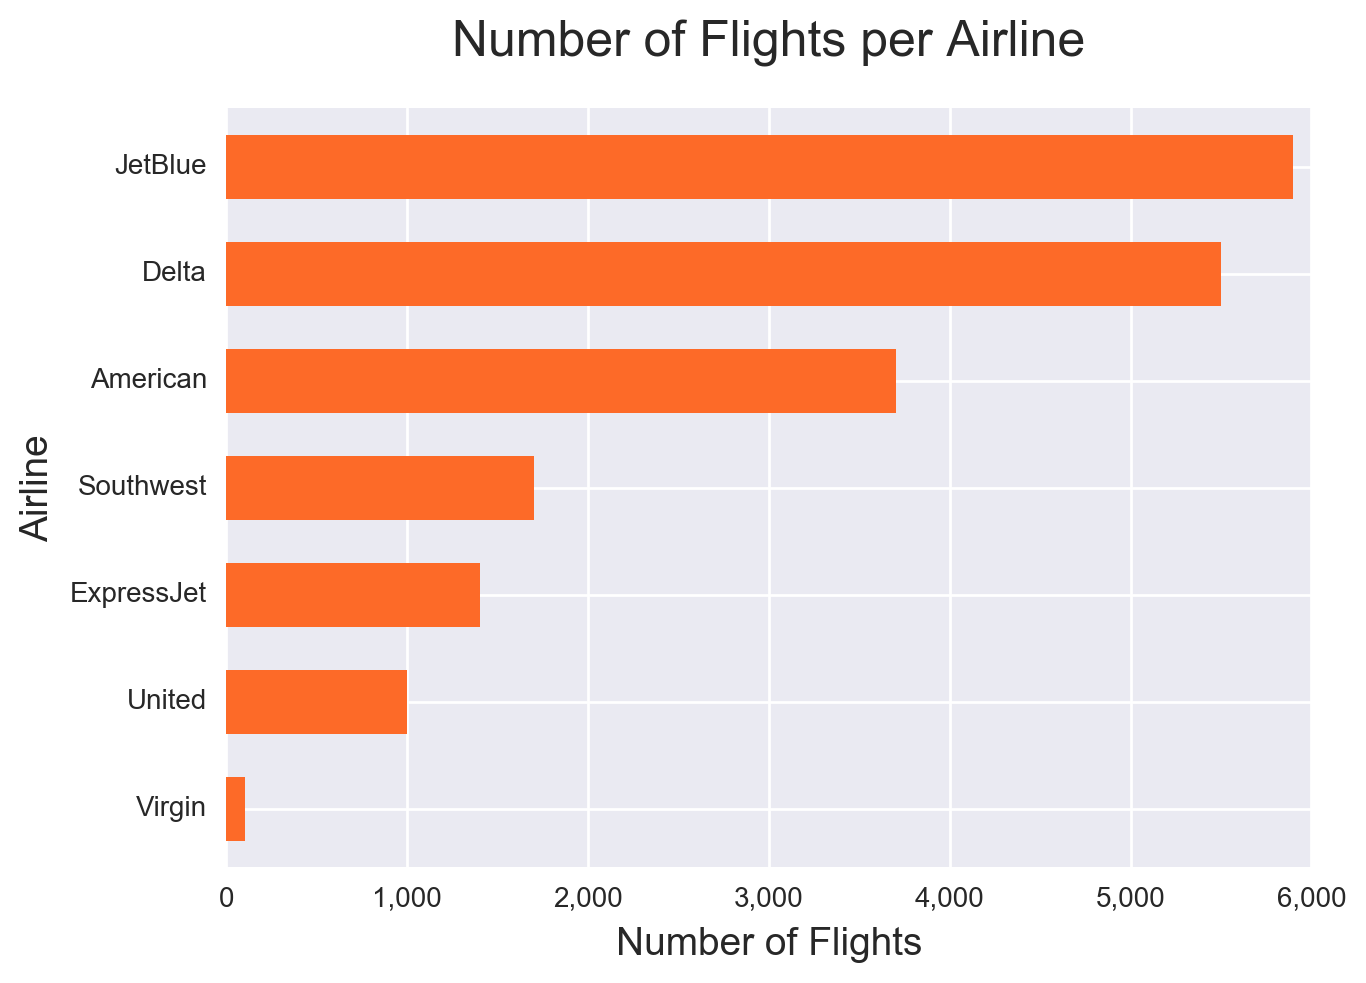 Number of Flights per Airline
JetBlue
Delta
American
Southwest
ExpressJet
United
Virgin
Airline
0 1,000 2,000 3,000 4,000 5,000 6,000
Number of Flights